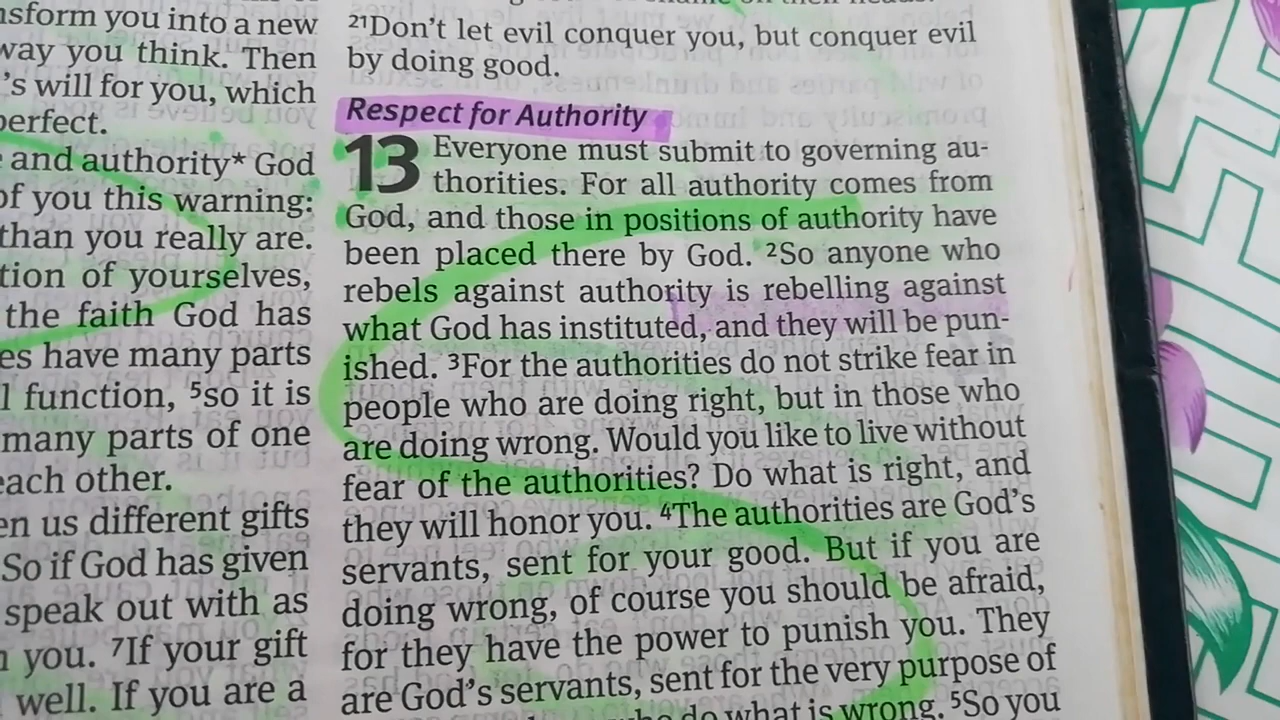 nsform you into a new
way you think. Then
's will for you, which
perfect.
and authority* God
of you this warning:
than you really are.
tion of yourselves,
the faith God has
es have many parts
l function, ⁵so it is
many parts of one
each other.
en us different gifts
So if God has given
speak out with as
you. ⁷If your gift
well. If you are a
²¹Don't let evil conquer you, but conquer evil
by doing good.
Respect for Authority
13 Everyone must submit to governing au-
thorities. For all authority comes from
God, and those in positions of authority have
been placed there by God. ²So anyone who
rebels against authority is rebelling against
what God has instituted, and they will be pun-
ished. ³For the authorities do not strike fear in
people who are doing right, but in those who
are doing wrong. Would you like to live without
fear of the authorities? Do what is right, and
they will honor you. ⁴The authorities are God's
servants, sent for your good. But if you are
doing wrong, of course you should be afraid,
for they have the power to punish you. They
are God's servants, sent for the very purpose of
who do what is wrong. ⁵So you